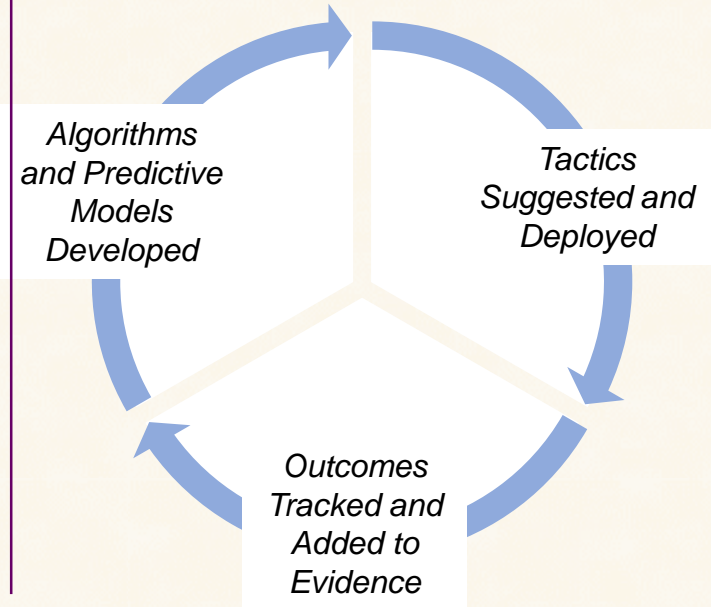 Algorithms
and Predictive
Models
Developed
Tactics
Suggested and
Deployed
Outcomes
Tracked and
Added to
Evidence